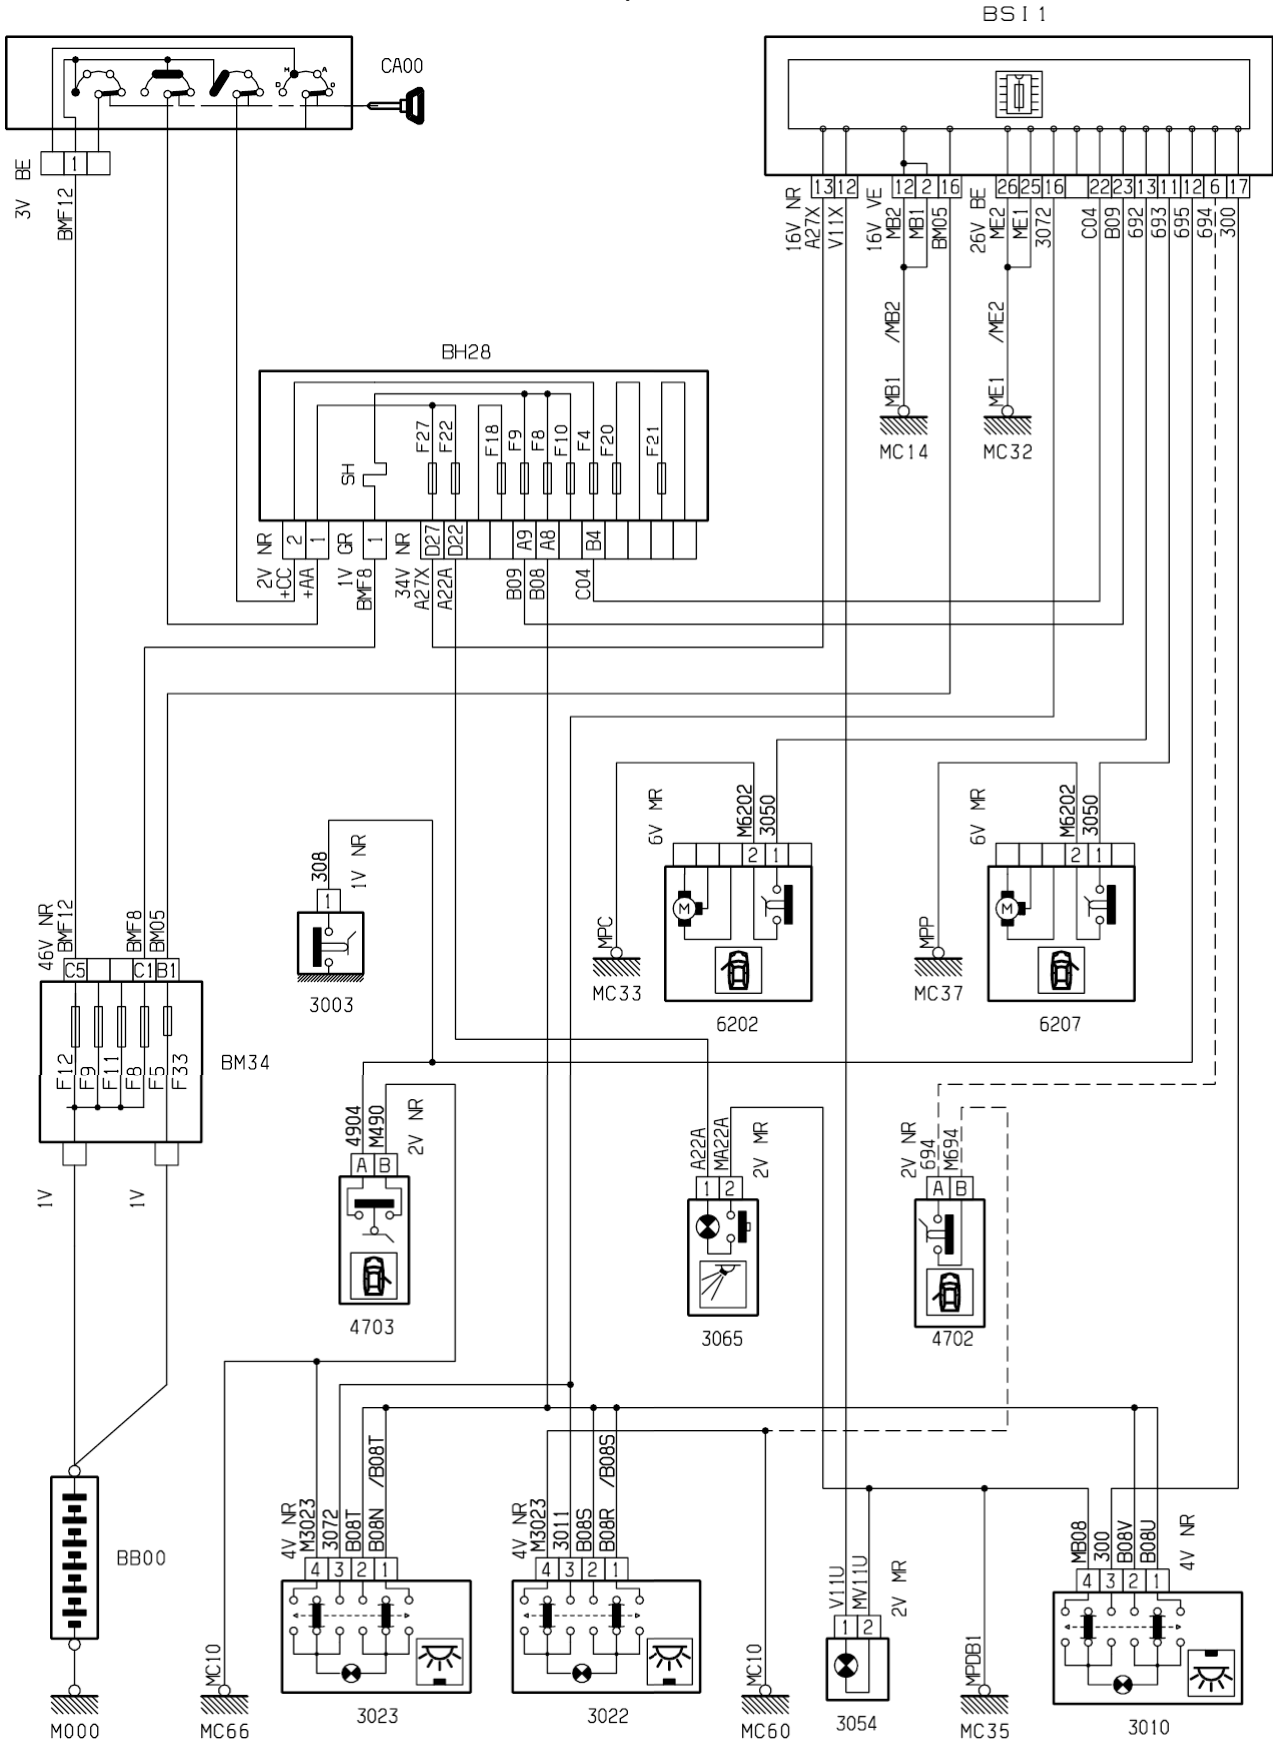 BSI1
CA00
H
A
D
D
3V BE
1
BMF12
13
12
12
2
16
26
25
16
22
23
13
11
12
6
17
16V NR
A27X
V11X
16V VE
MB2
MB1
BM05
26V BE
ME2
ME1
3072
C04
B09
692
693
695
694
300
/MB2
MB1
MC14
/ME2
ME1
MC32
BH28
SH
F27
F22
F18
F9
F8
F10
F4
F20
F21
2V NR
2
1
1V GR
1
34V NR
D27
D22
A9
A8
B4
+CC
+AA
BMF8
A27X
A22A
B09
B08
C04
6V MR
M6202
3050
2
1
M
MPC
MC33
6202
6V MR
M6202
3050
2
1
M
MPP
MC37
6207
308
1V NR
1
3003
46V NR
BMF12
BMF8
BM05
C5
C1
B1
F12
F9
F11
F8
F5
F33
BM34
1V
1V
4904
M490
2V NR
A
B
4703
A22A
MA22A
2V MR
1
2
3065
2V NR
694
M694
A
B
4702
BB00
M000
MC10
MC66
4V NR
M3023
3072
B08T
B08N
/B08T
4
3
2
1
3023
4V NR
M3023
3011
B08S
B08R
/B08S
4
3
2
1
3022
MC10
MC60
V11U
MV11U
2V MR
1
2
3054
MPDB1
MC35
MB08
300
B08V
B08U
4V NR
4
3
2
1
3010